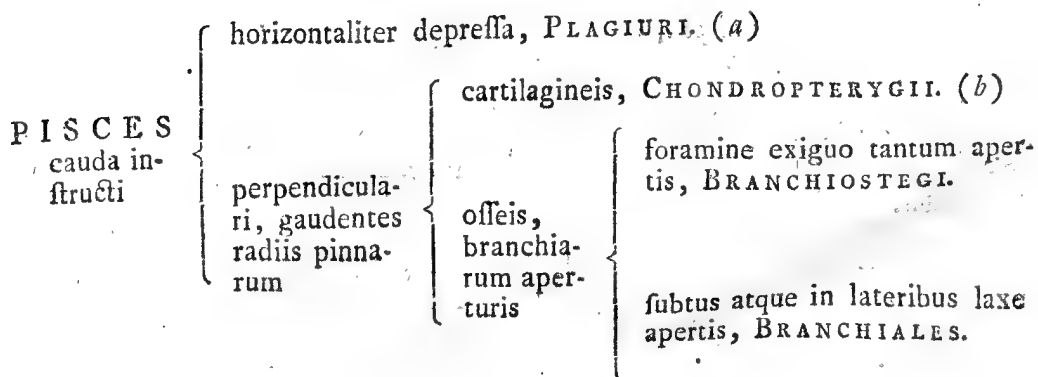 horizontaliter depreſſa, PLAGIURI. (a)
PISCES
cauda in-
ſtructi
perpendicula-
ri, gaudentes
radiis pinna-
rum
cartilagineis, CHONDROPTERYGII. (b)
oſſeis,
branchia-
rum aper-
turis
foramine exiguo tantum aper-
tis, BRANCHIOSTEGI.
ſubtus atque in lateribus laxe
apertis, BRANCHIALES.